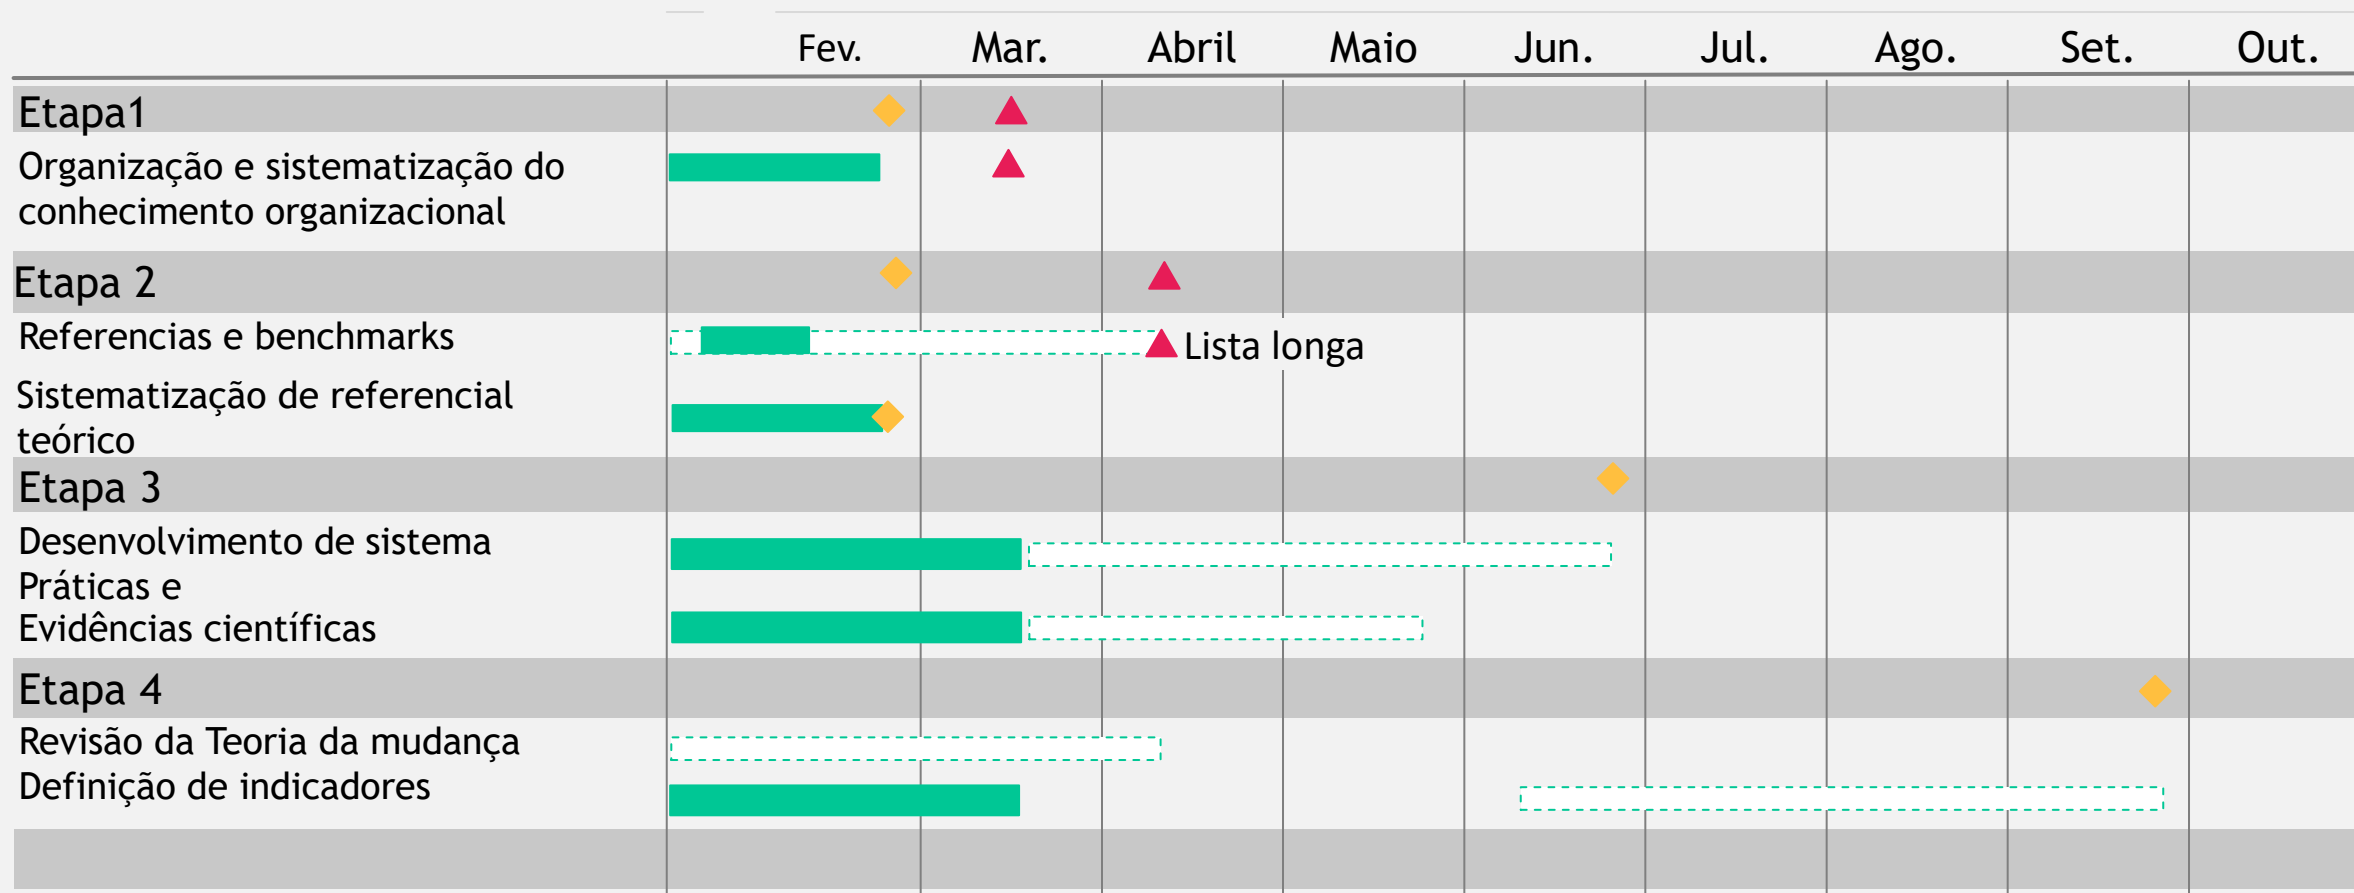 Fev. Mar. Abril Maio Jun. Jul. Ago. Set. Out.
Etapa1
Organização e sistematização do
conhecimento organizacional
Etapa 2
Referencias e benchmarks
Lista longa
Sistematização de referencial
teórico
Etapa 3
Desenvolvimento de sistema
Práticas e
Evidências científicas
Etapa 4
Revisão da Teoria da mudança
Definição de indicadores